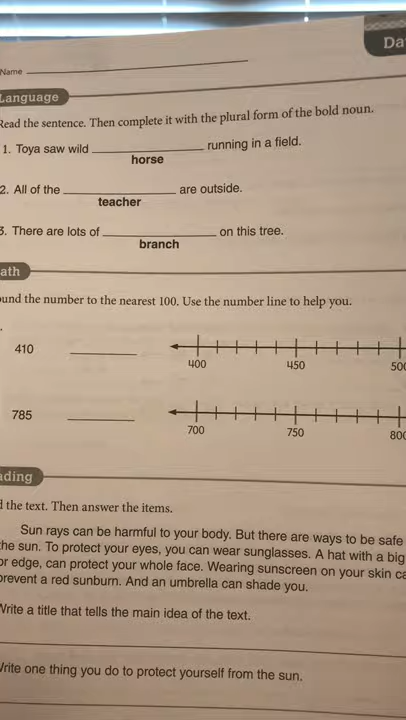 Da
Name
Language
Read the sentence. Then complete it with the plural form of the bold noun.
1. Toya saw wild ____________ running in a field.
horse
2. All of the ____________ are outside.
teacher
3. There are lots of ____________ on this tree.
branch
ath
ound the number to the nearest 100. Use the number line to help you.
410
400 450 500
785
700 750 800
ading
d the text. Then answer the items.
Sun rays can be harmful to your body. But there are ways to be safe
the sun. To protect your eyes, you can wear sunglasses. A hat with a big
or edge, can protect your whole face. Wearing sunscreen on your skin ca
prevent a red sunburn. And an umbrella can shade you.
Write a title that tells the main idea of the text.
Write one thing you do to protect yourself from the sun.